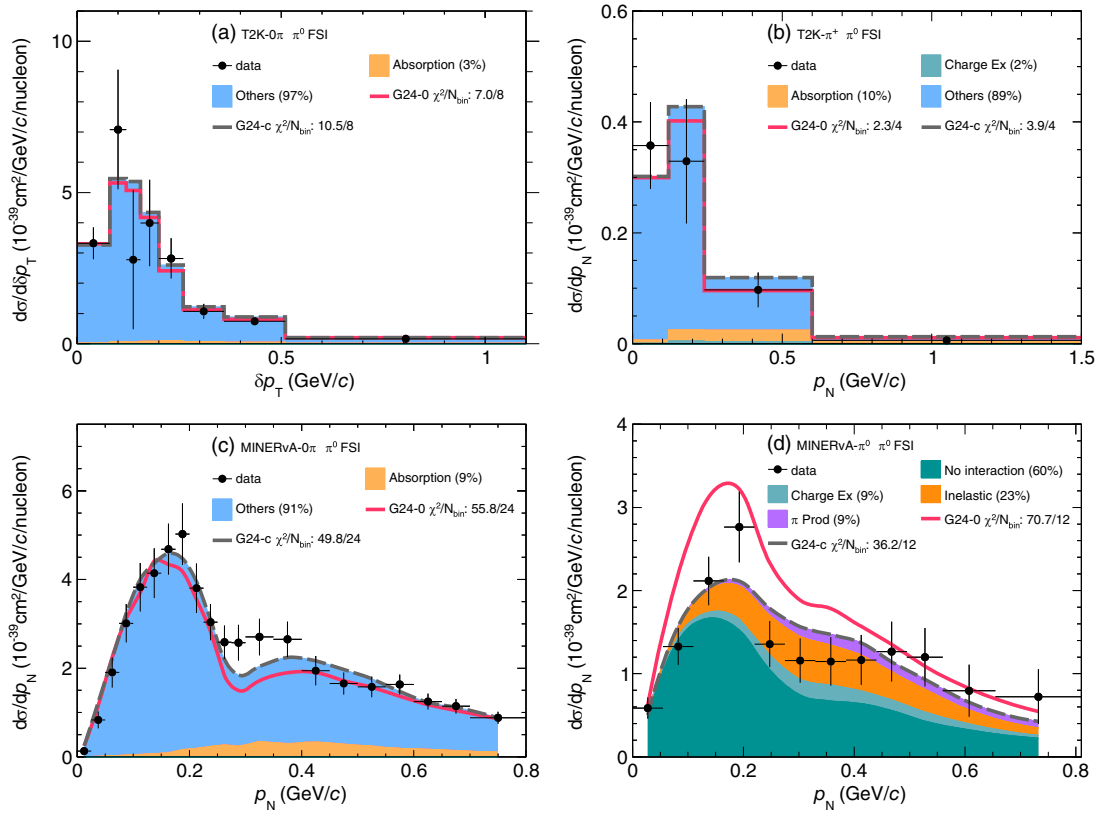 (a) T2K-0π π⁰ FSI
data
Absorption (3%)
Others (97%)
G24-0 χ²/N_bin: 7.0/8
G24-c χ²/N_bin: 10.5/8
dσ/dδp_T (10⁻³⁹cm²/GeV/c/nucleon)
10
5
0
0 0.5 1
δp_T (GeV/c)
(b) T2K-π⁺ π⁰ FSI
data
Charge Ex (2%)
Absorption (10%)
Others (89%)
G24-0 χ²/N_bin: 2.3/4
G24-c χ²/N_bin: 3.9/4
dσ/dp_N (10⁻³⁹cm²/GeV/c/nucleon)
0.6
0.4
0.2
0
0 0.5 1 1.5
p_N (GeV/c)
(c) MINERvA-0π π⁰ FSI
data
Absorption (9%)
Others (91%)
G24-0 χ²/N_bin: 55.8/24
G24-c χ²/N_bin: 49.8/24
dσ/dp_N (10⁻³⁹cm²/GeV/c/nucleon)
6
4
2
0
0 0.2 0.4 0.6 0.8
p_N (GeV/c)
(d) MINERvA-π⁰ π⁰ FSI
data
No interaction (60%)
Charge Ex (9%)
Inelastic (23%)
π Prod (9%)
G24-0 χ²/N_bin: 70.7/12
G24-c χ²/N_bin: 36.2/12
dσ/dp_N (10⁻³⁹cm²/GeV/c/nucleon)
4
3
2
1
0
0 0.2 0.4 0.6 0.8
p_N (GeV/c)